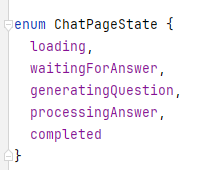 enum ChatPageState {
  loading,
  waitingForAnswer,
  generatingQuestion,
  processingAnswer,
  completed
}